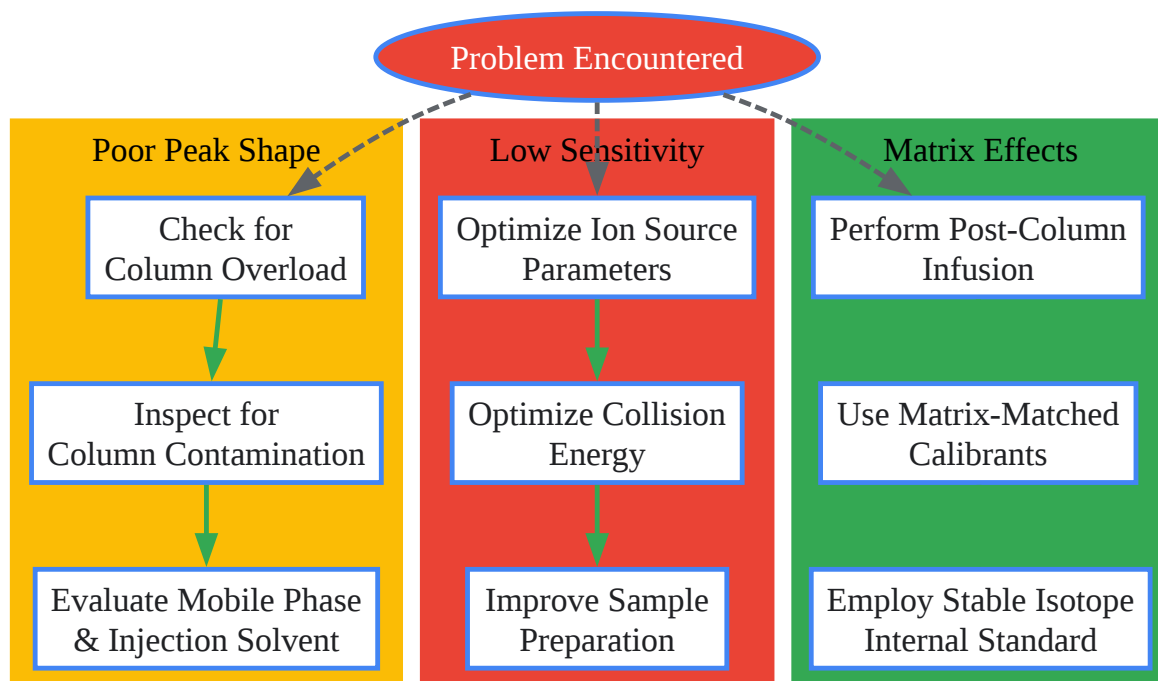 Problem Encountered
Poor Peak Shape
Check for
Column Overload
Inspect for
Column Contamination
Evaluate Mobile Phase
& Injection Solvent
Low Sensitivity
Optimize Ion Source
Parameters
Optimize Collision
Energy
Improve Sample
Preparation
Matrix Effects
Perform Post-Column
Infusion
Use Matrix-Matched
Calibrants
Employ Stable Isotope
Internal Standard